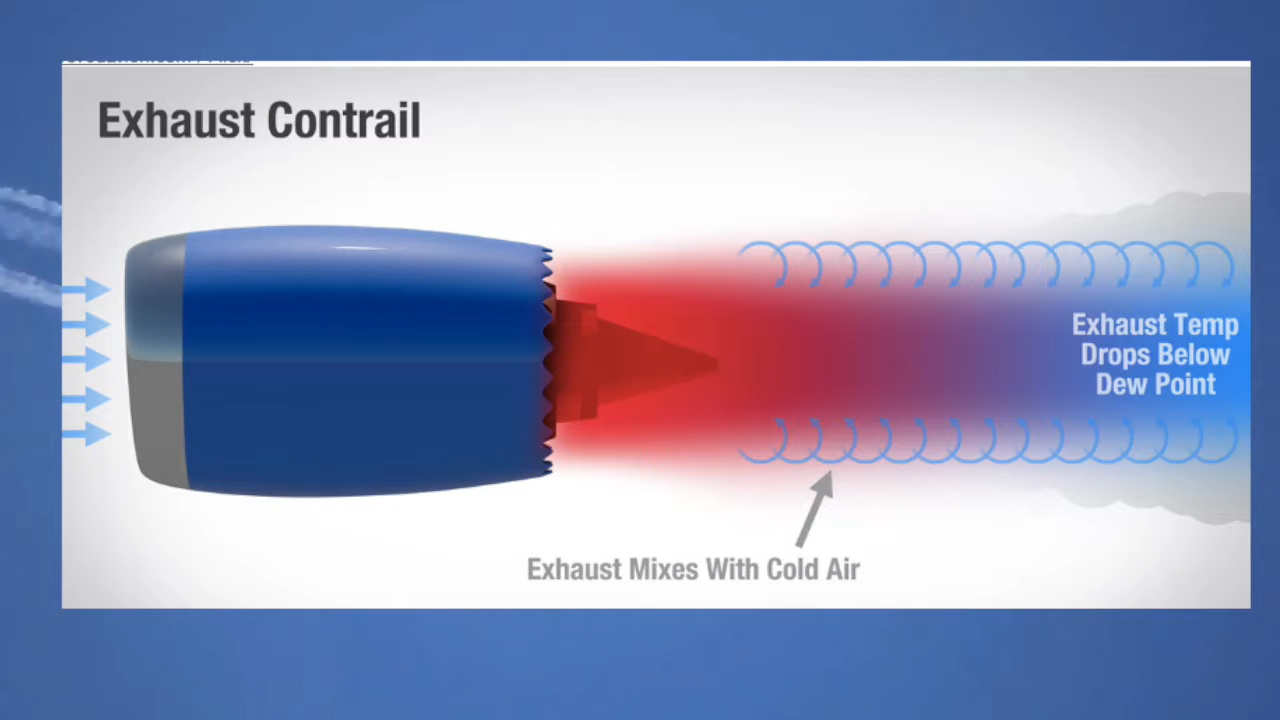 Exhaust Contrail
Exhaust Temp
Drops Below
Dew Point
Exhaust Mixes With Cold Air